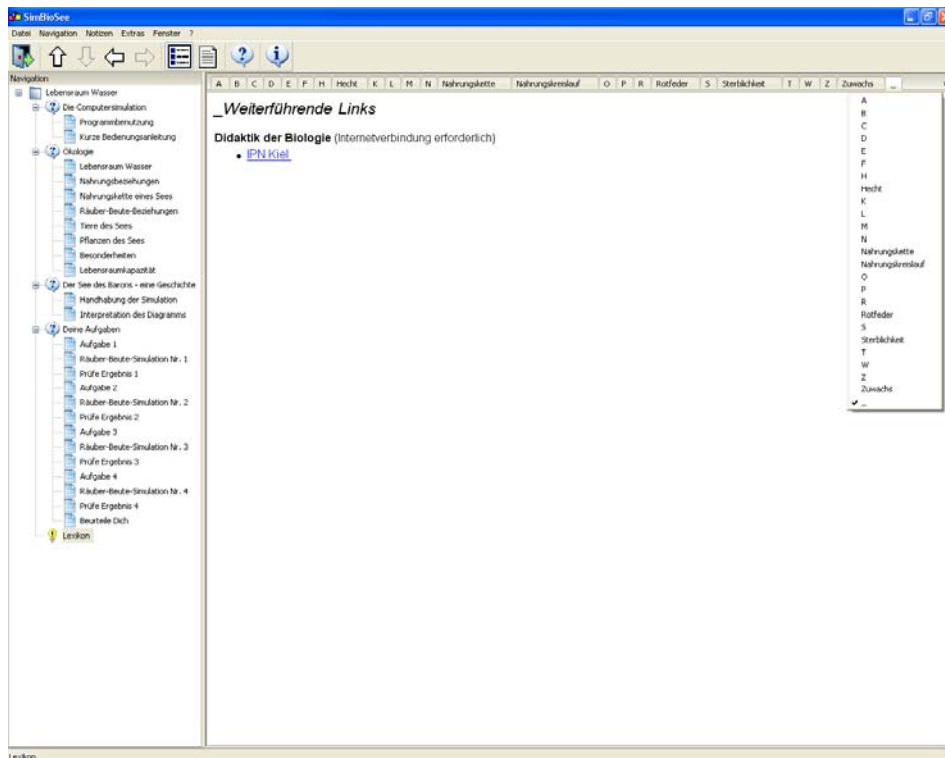 SimBioSee
Datei Navigation Notizen Extras Fenster ?
Navigation
Lebensraum Wasser
Die Computersimulation
Programmbenutzung
Kurze Bedienungsanleitung
Ökologie
Lebensraum Wasser
Nahrungsbeziehungen
Nahrungskette eines Sees
Räuber-Beute-Beziehungen
Tiere des Sees
Pflanzen des Sees
Besonderheiten
Lebensraumkapazität
Der See des Barons - eine Geschichte
Handhabung der Simulation
Interpretation des Diagramms
Deine Aufgaben
Aufgabe 1
Räuber-Beute-Simulation Nr. 1
Prüfe Ergebnis 1
Aufgabe 2
Räuber-Beute-Simulation Nr. 2
Prüfe Ergebnis 2
Aufgabe 3
Räuber-Beute-Simulation Nr. 3
Prüfe Ergebnis 3
Aufgabe 4
Räuber-Beute-Simulation Nr. 4
Prüfe Ergebnis 4
Beurteile Dich
Lexikon
A B C D E F H Hecht K L M N Nahrungskette Nahrungskreislauf O P R Rotfeder S Sterblichkeit T W Z Zuwachs _
_Weiterführende Links
Didaktik der Biologie (Internetverbindung erforderlich)
• IPN Kiel
A
B
C
D
E
F
H
Hecht
K
L
M
N
Nahrungskette
Nahrungskreislauf
O
P
R
Rotfeder
S
Sterblichkeit
T
W
Z
Zuwachs
_
Lexikon